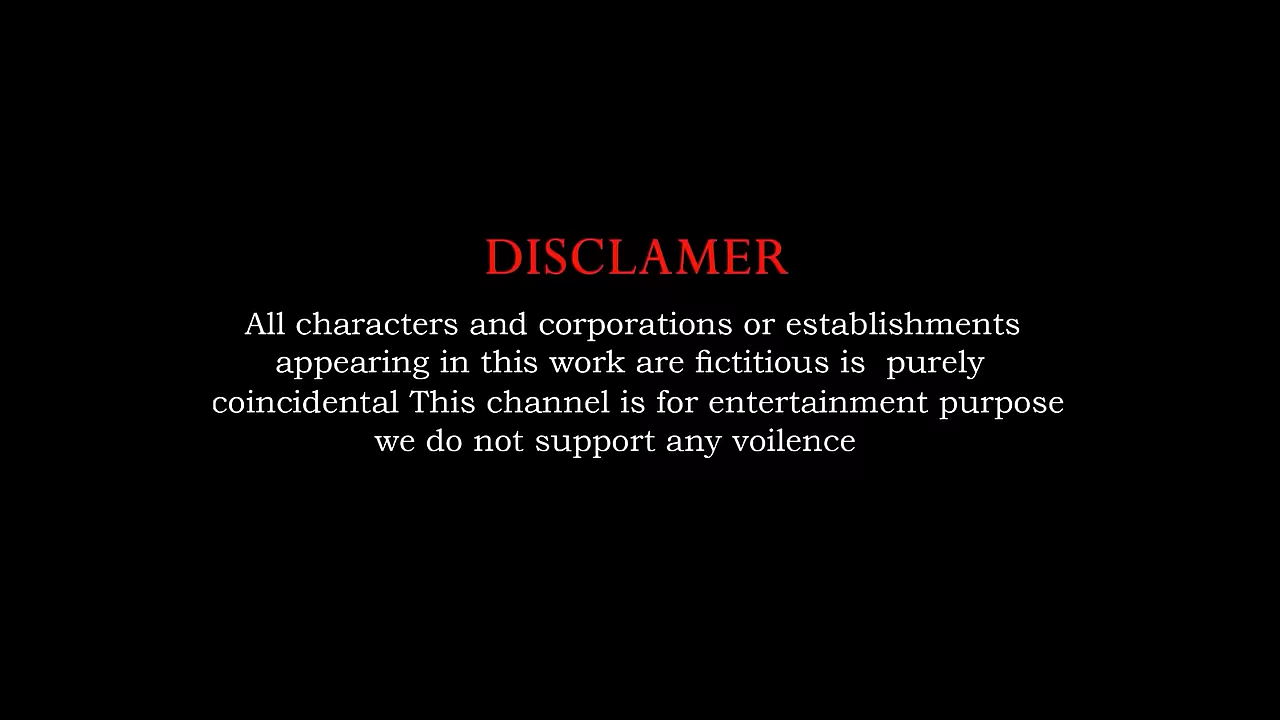 DISCLAMER
All characters and corporations or establishments
appearing in this work are fictitious is  purely
coincidental This channel is for entertainment purpose
we do not support any voilence